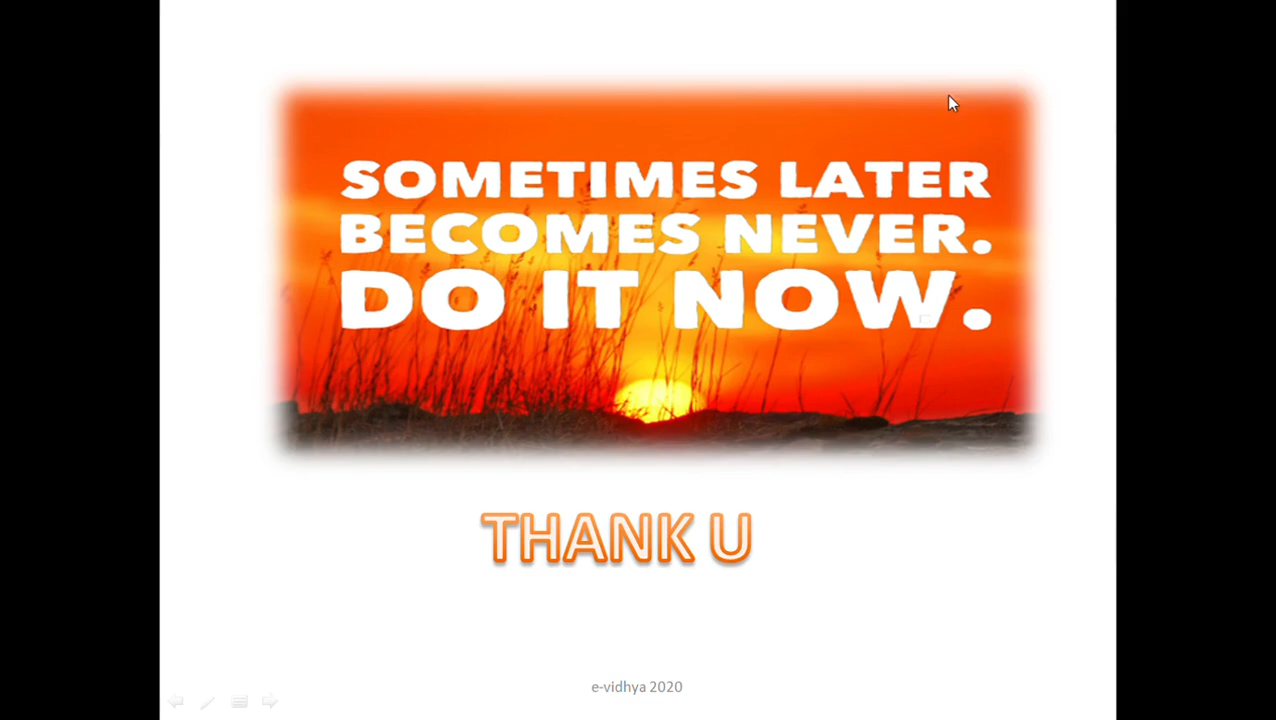 SOMETIMES LATER
BECOMES NEVER.
DO IT NOW.
THANK U
e-vidhya 2020